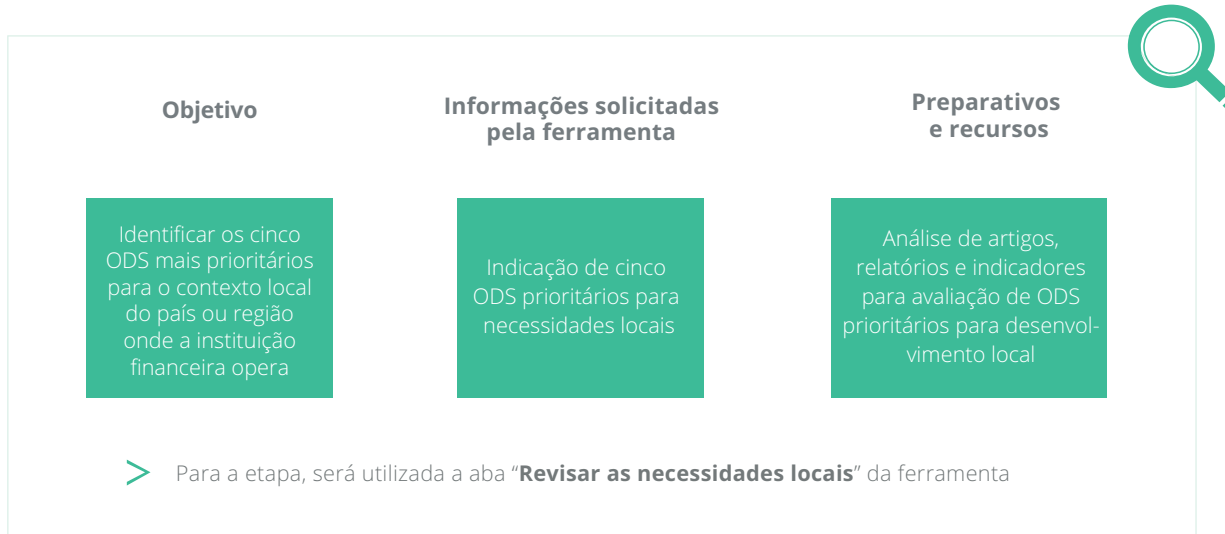 Objetivo
Informações solicitadas
pela ferramenta
Preparativos
e recursos
Identificar os cinco
ODS mais prioritários
para o contexto local
do país ou região
onde a instituição
financeira opera
Indicação de cinco
ODS prioritários para
necessidades locais
Análise de artigos,
relatórios e indicadores
para avaliação de ODS
prioritários para desenvol-
vimento local
> Para a etapa, será utilizada a aba “Revisar as necessidades locais” da ferramenta